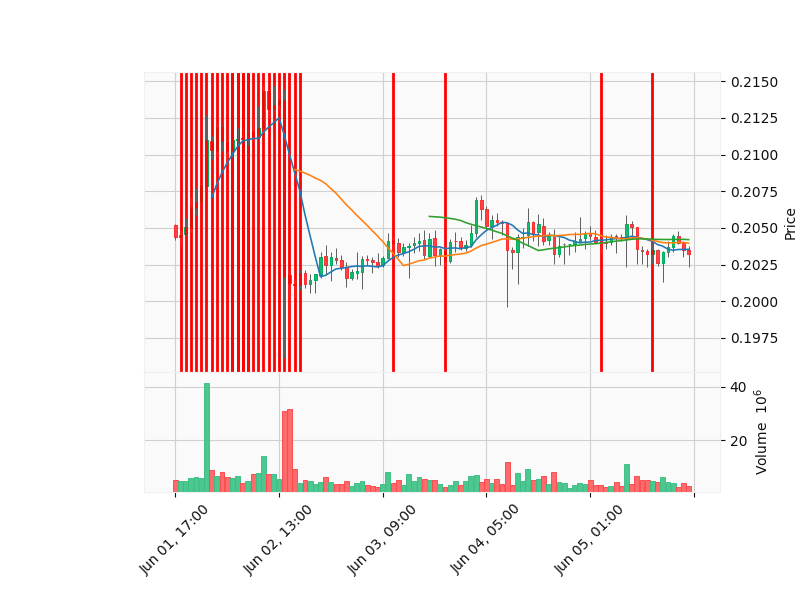 0.2150
0.2125
0.2100
0.2075
0.2050
0.2025
0.2000
0.1975
Price
40
20
Volume 10⁶
Jun 01, 17:00
Jun 02, 13:00
Jun 03, 09:00
Jun 04, 05:00
Jun 05, 01:00